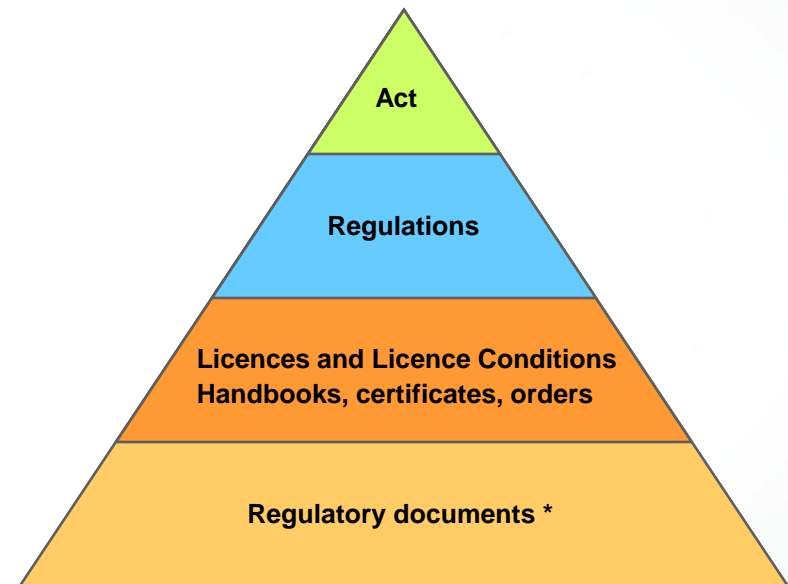 Act
Regulations
Licences and Licence Conditions
Handbooks, certificates, orders
Regulatory documents *